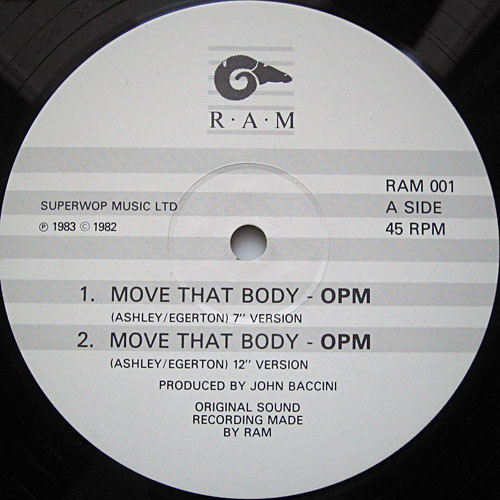 R·A·M
RAM 001
SUPERWOP MUSIC LTD
A SIDE
℗ 1983 © 1982
45 RPM
1. MOVE THAT BODY - OPM
(ASHLEY/EGERTON) 7" VERSION
2. MOVE THAT BODY - OPM
(ASHLEY/EGERTON) 12" VERSION
PRODUCED BY JOHN BACCINI
ORIGINAL SOUND
RECORDING MADE
BY RAM